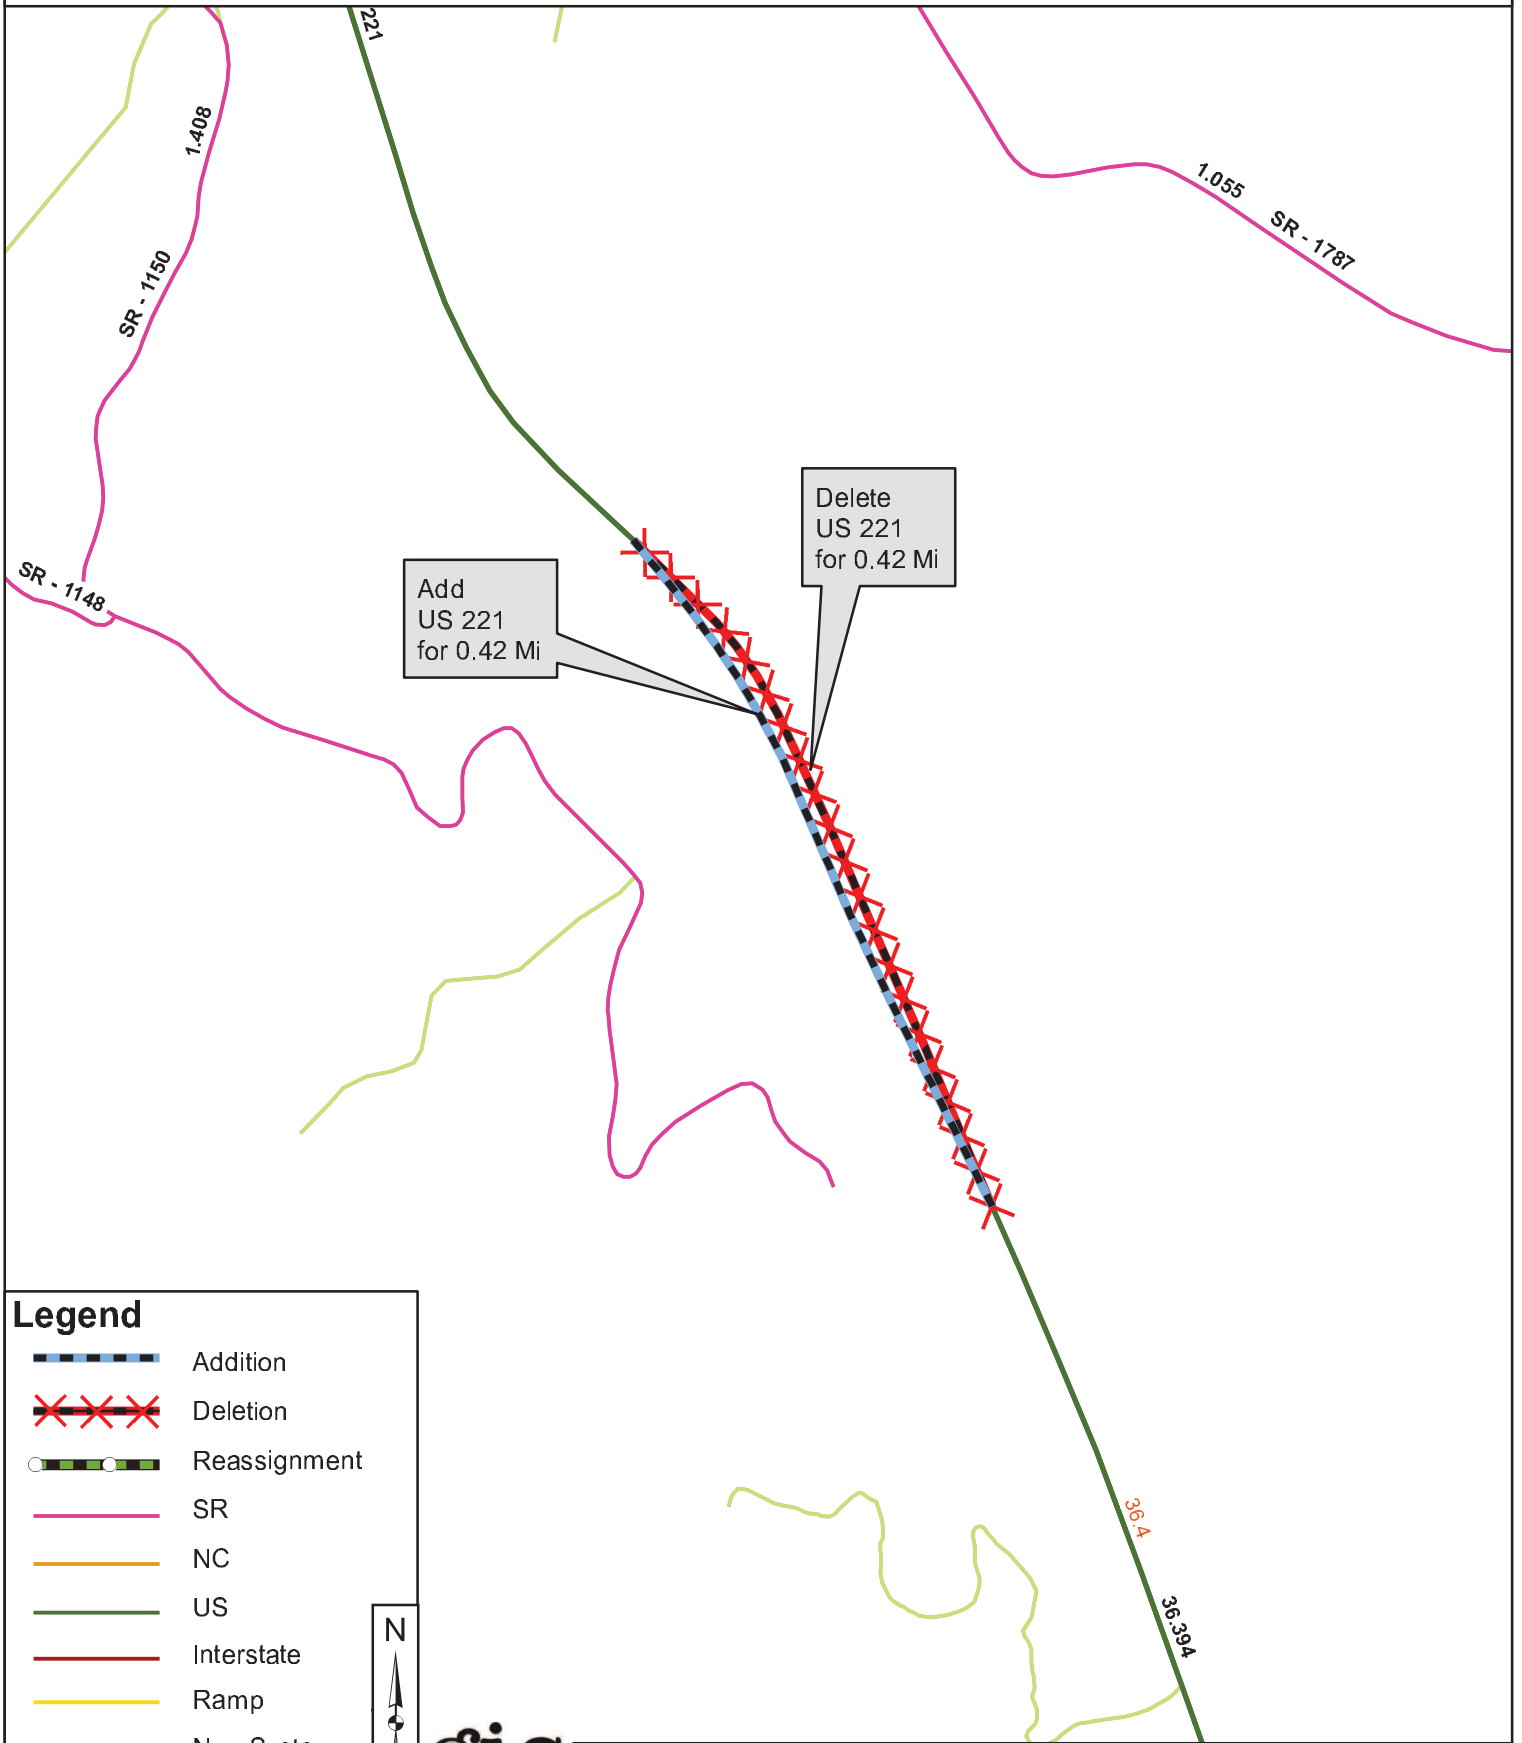 221
1.408
SR - 1150
1.055
SR - 1787
SR - 1148
Delete
US 221
for 0.42 Mi
Add
US 221
for 0.42 Mi
36.4
36.394
Legend
Addition
Deletion
Reassignment
SR
NC
US
Interstate
Ramp
N